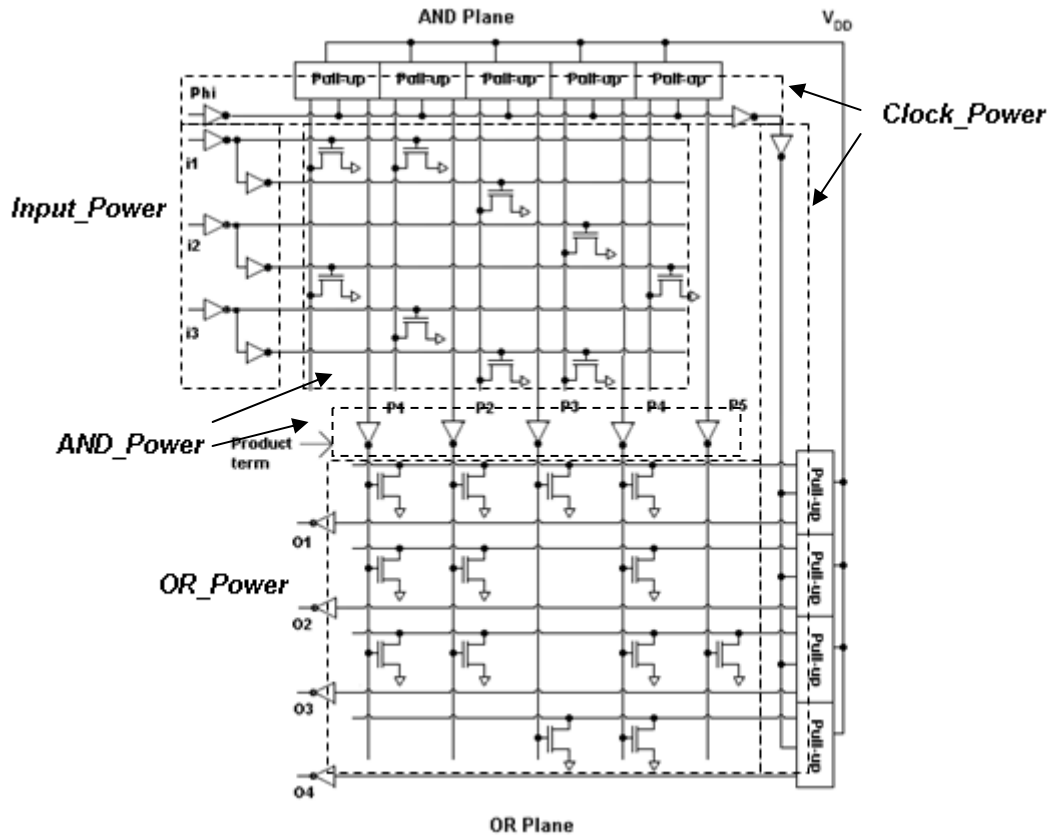 AND Plane
V_DD
Pull-up Pull-up Pull-up Pull-up Pull-up
Phi
Clock_Power
i1
Input_Power
i2
i3
P1 P2 P3 P4 P5
AND_Power
Product
term
Pull-up
O1
Pull-up
OR_Power
O2
Pull-up
O3
Pull-up
O4
OR Plane